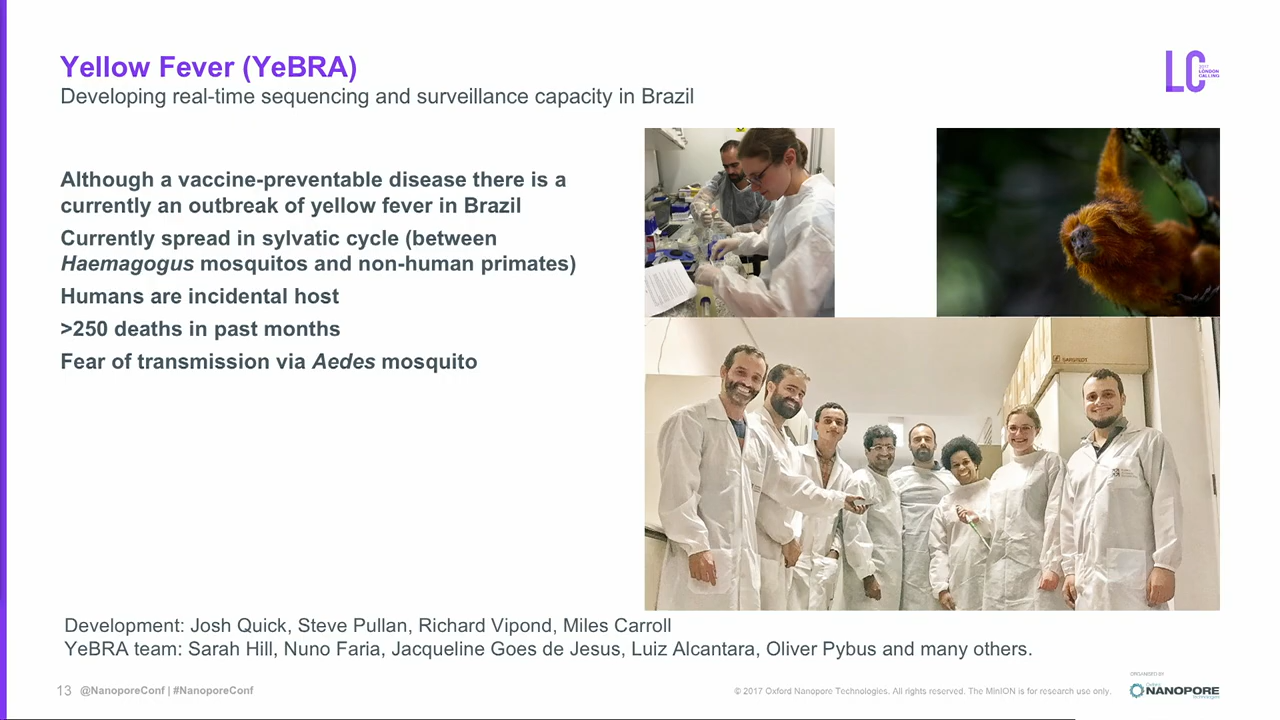 Yellow Fever (YeBRA)
Developing real-time sequencing and surveillance capacity in Brazil
LC
2017
LONDON
CALLING
Although a vaccine-preventable disease there is a
currently an outbreak of yellow fever in Brazil
Currently spread in sylvatic cycle (between
Haemagogus mosquitos and non-human primates)
Humans are incidental host
>250 deaths in past months
Fear of transmission via Aedes mosquito
SARSTEDT
Development: Josh Quick, Steve Pullan, Richard Vipond, Miles Carroll
YeBRA team: Sarah Hill, Nuno Faria, Jacqueline Goes de Jesus, Luiz Alcantara, Oliver Pybus and many others.
13 @NanoporeConf | #NanoporeConf
© 2017 Oxford Nanopore Technologies. All rights reserved. The MinION is for research use only.
ORGANISED BY
Oxford
NANOPORE
Technologies